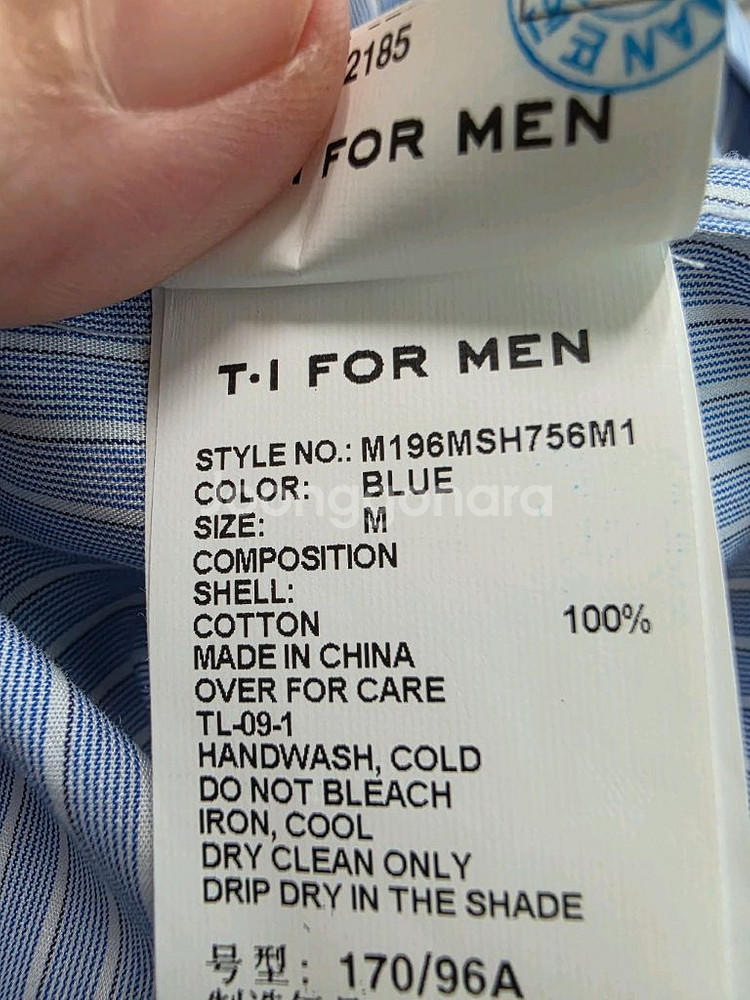 2185
FOR MEN
T·I FOR MEN
STYLE NO.: M196MSH756M1
COLOR: BLUE
SIZE: M
COMPOSITION
SHELL:
COTTON 100%
MADE IN CHINA
OVER FOR CARE
TL-09-1
HANDWASH, COLD
DO NOT BLEACH
IRON, COOL
DRY CLEAN ONLY
DRIP DRY IN THE SHADE
号型: 170/96A